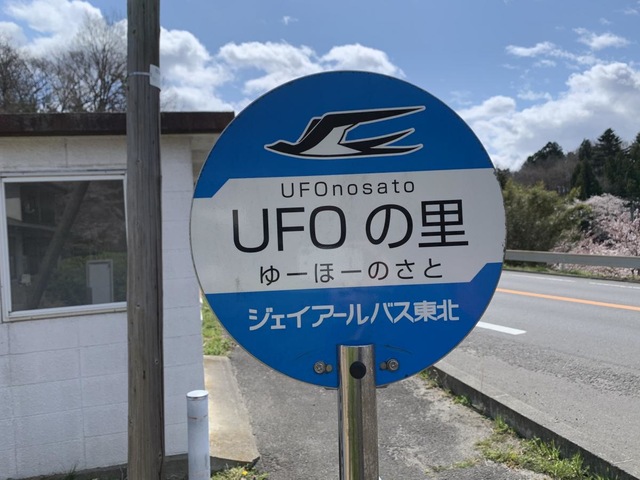 UFOnosato
UFOの里
ゆーほーのさと
ジェイアールバス東北